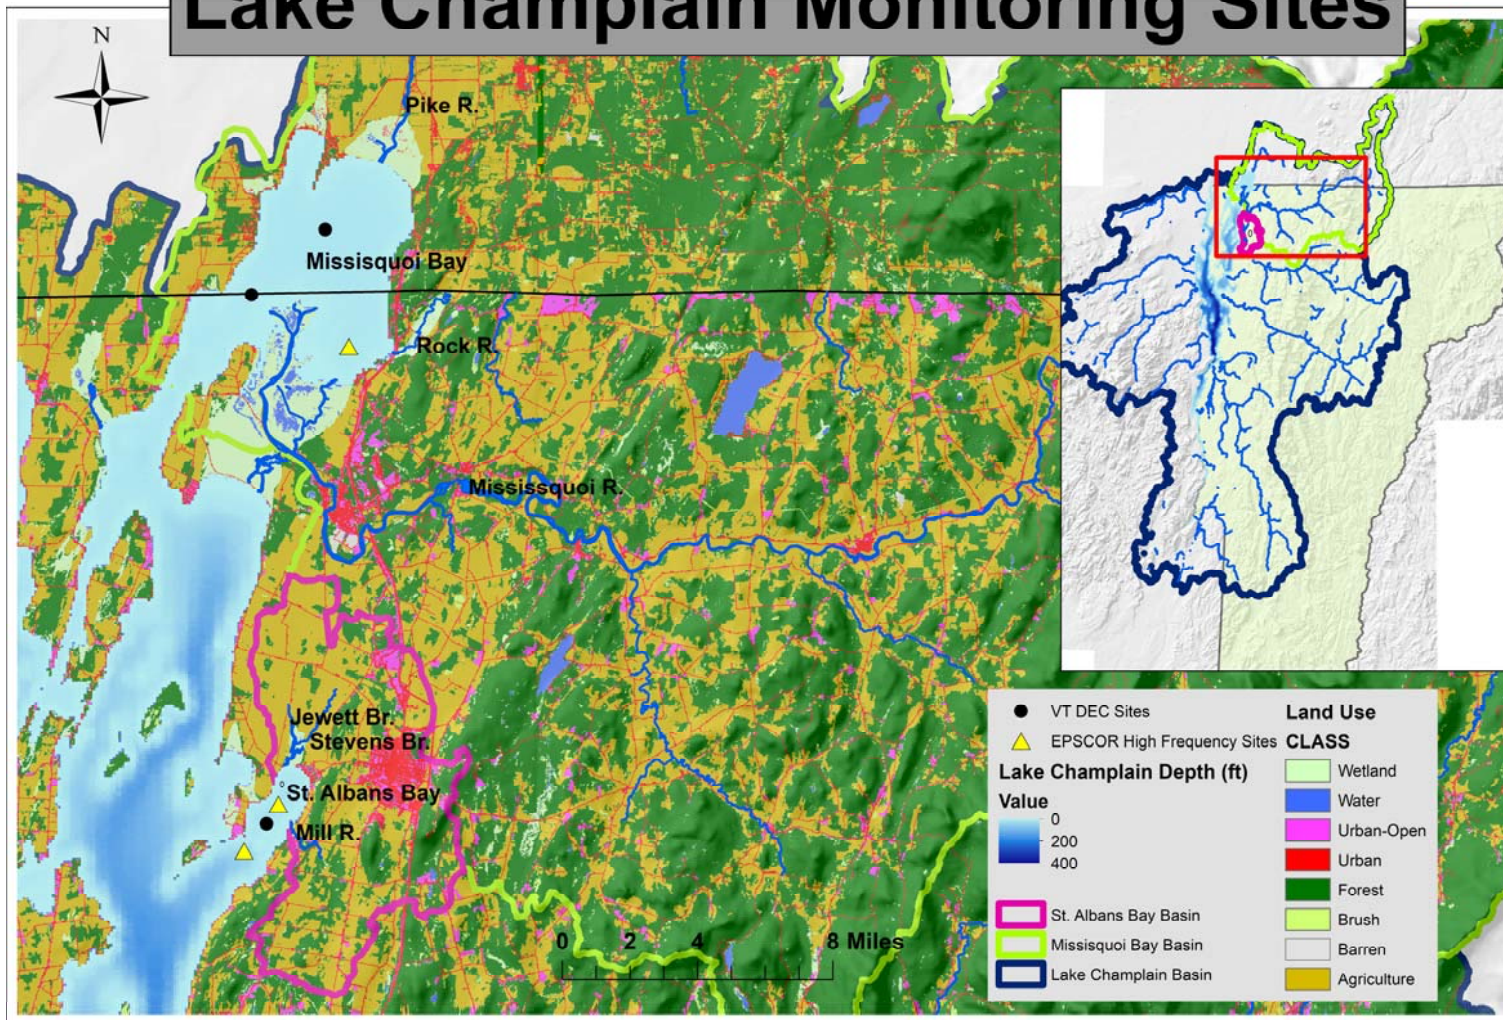 Lake Champlain Monitoring Sites
N
Pike R.
Missisquoi Bay
Rock R.
Mississquoi R.
Jewett Br.
Stevens Br.
St. Albans Bay
Mill R.
0 2 4 8 Miles
VT DEC Sites
EPSCOR High Frequency Sites
Lake Champlain Depth (ft)
Value
0
200
400
St. Albans Bay Basin
Missisquoi Bay Basin
Lake Champlain Basin
Land Use
CLASS
Wetland
Water
Urban-Open
Urban
Forest
Brush
Barren
Agriculture